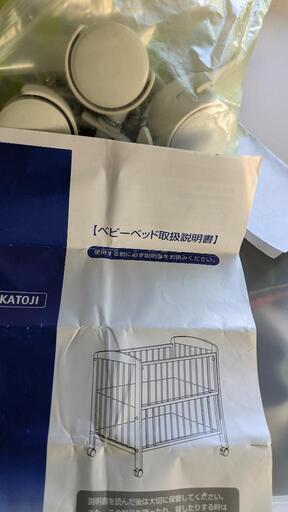 【ベビーベッド取扱説明書】
使用する前に必ず説明書をお読みください。
KATOJI
説明書を読んだ後は大切に保管してください。